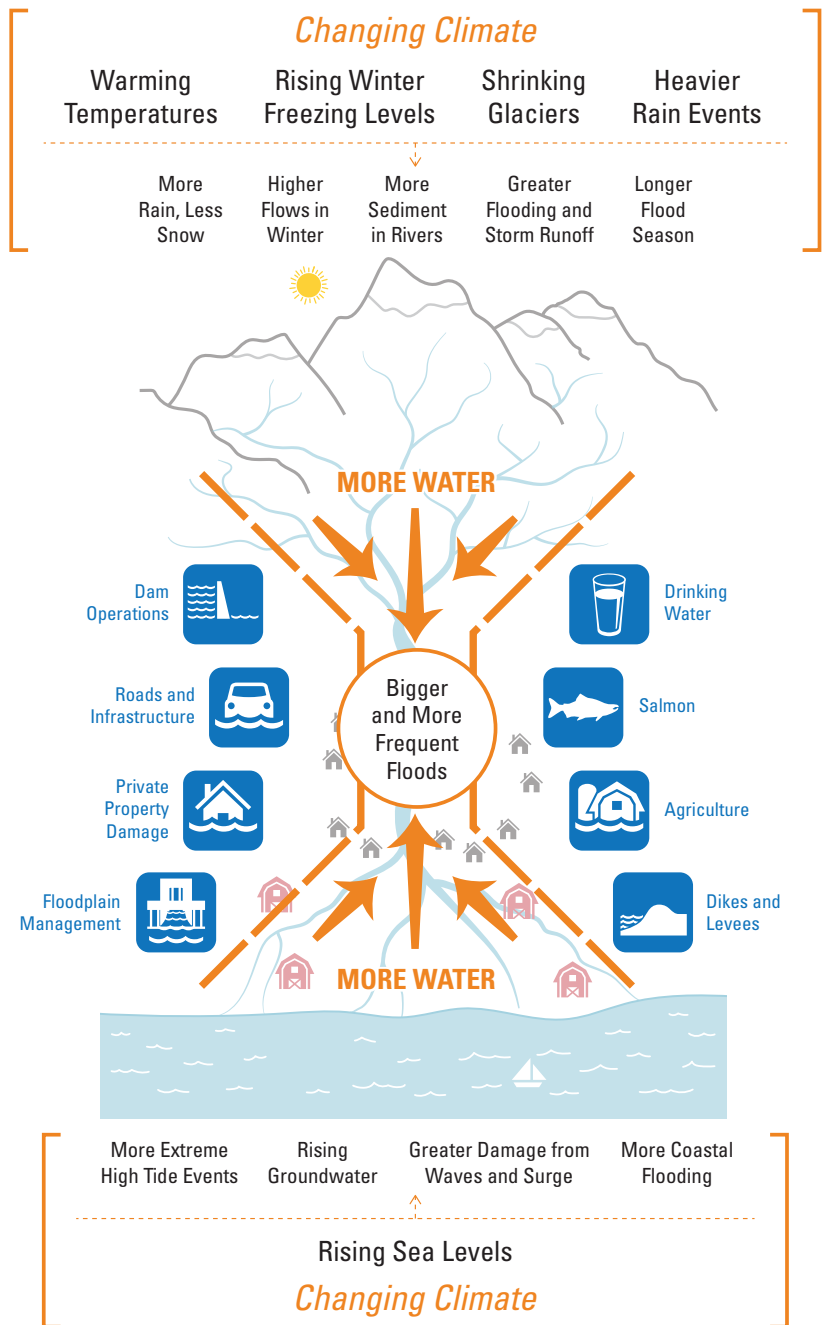 Changing Climate
Warming
Temperatures
Rising Winter
Freezing Levels
Shrinking
Glaciers
Heavier
Rain Events
More
Rain, Less
Snow
Higher
Flows in
Winter
More
Sediment
in Rivers
Greater
Flooding and
Storm Runoff
Longer
Flood
Season
MORE WATER
Dam
Operations
Drinking
Water
Roads and
Infrastructure
Bigger
and More
Frequent
Floods
Salmon
Private
Property
Damage
Agriculture
Floodplain
Management
Dikes and
Levees
MORE WATER
More Extreme
High Tide Events
Rising
Groundwater
Greater Damage from
Waves and Surge
More Coastal
Flooding
Rising Sea Levels
Changing Climate